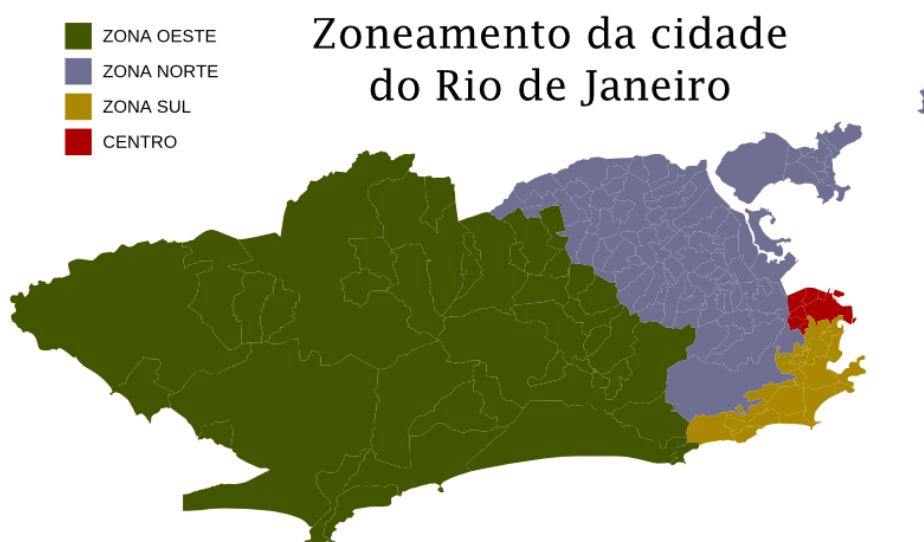 Zoneamento da cidade
do Rio de Janeiro
ZONA OESTE
ZONA NORTE
ZONA SUL
CENTRO